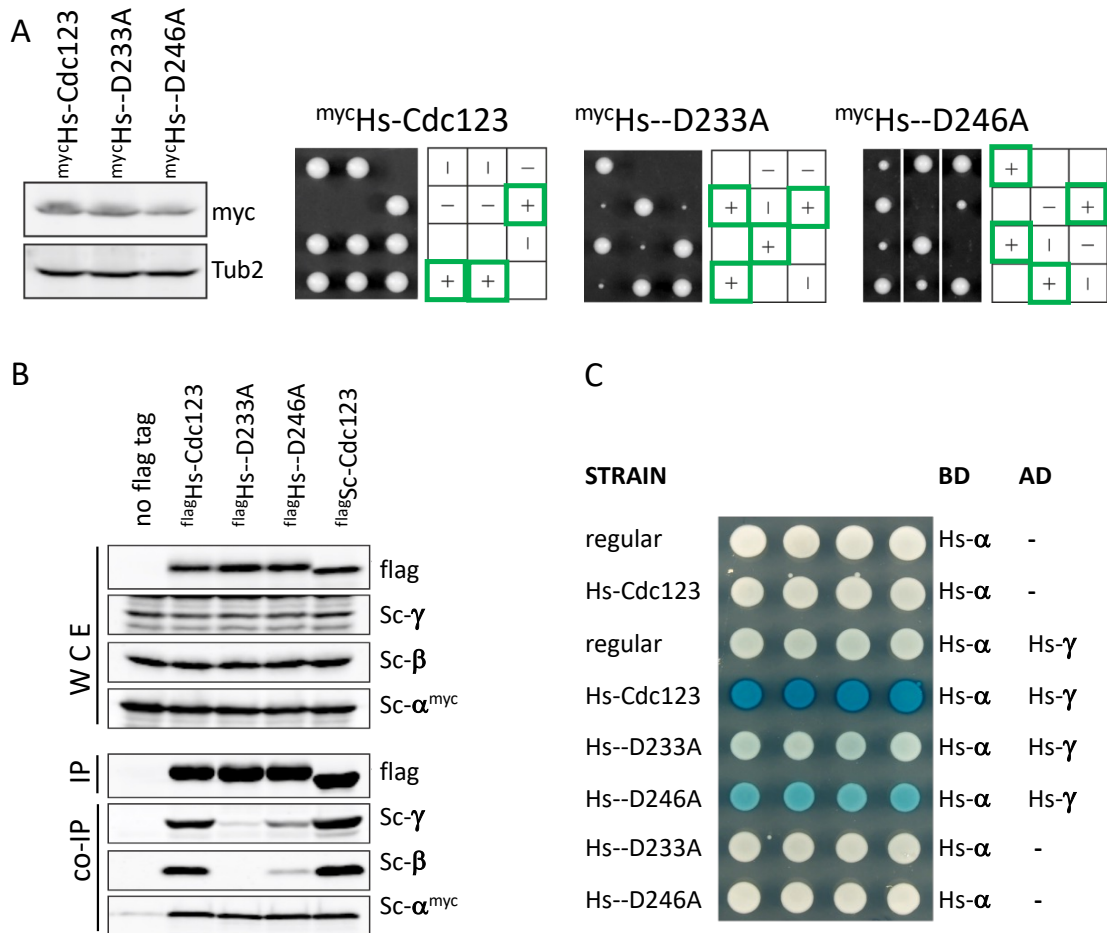 A
mycHs-Cdc123
mycHs--D233A
mycHs--D246A
myc
Tub2
mycHs-Cdc123
| | –
– – +
|
+ +
mycHs--D233A
– –
+ | +
+
+ |
mycHs--D246A
+
– +
+ | –
+ |
B
no flag tag
flagHs-Cdc123
flagHs--D233A
flagHs--D246A
flagSc-Cdc123
WCE
flag
Sc-γ
Sc-β
Sc-αmyc
IP
flag
co-IP
Sc-γ
Sc-β
Sc-αmyc
C
STRAIN BD AD
regular Hs-α -
Hs-Cdc123 Hs-α -
regular Hs-α Hs-γ
Hs-Cdc123 Hs-α Hs-γ
Hs--D233A Hs-α Hs-γ
Hs--D246A Hs-α Hs-γ
Hs--D233A Hs-α -
Hs--D246A Hs-α -